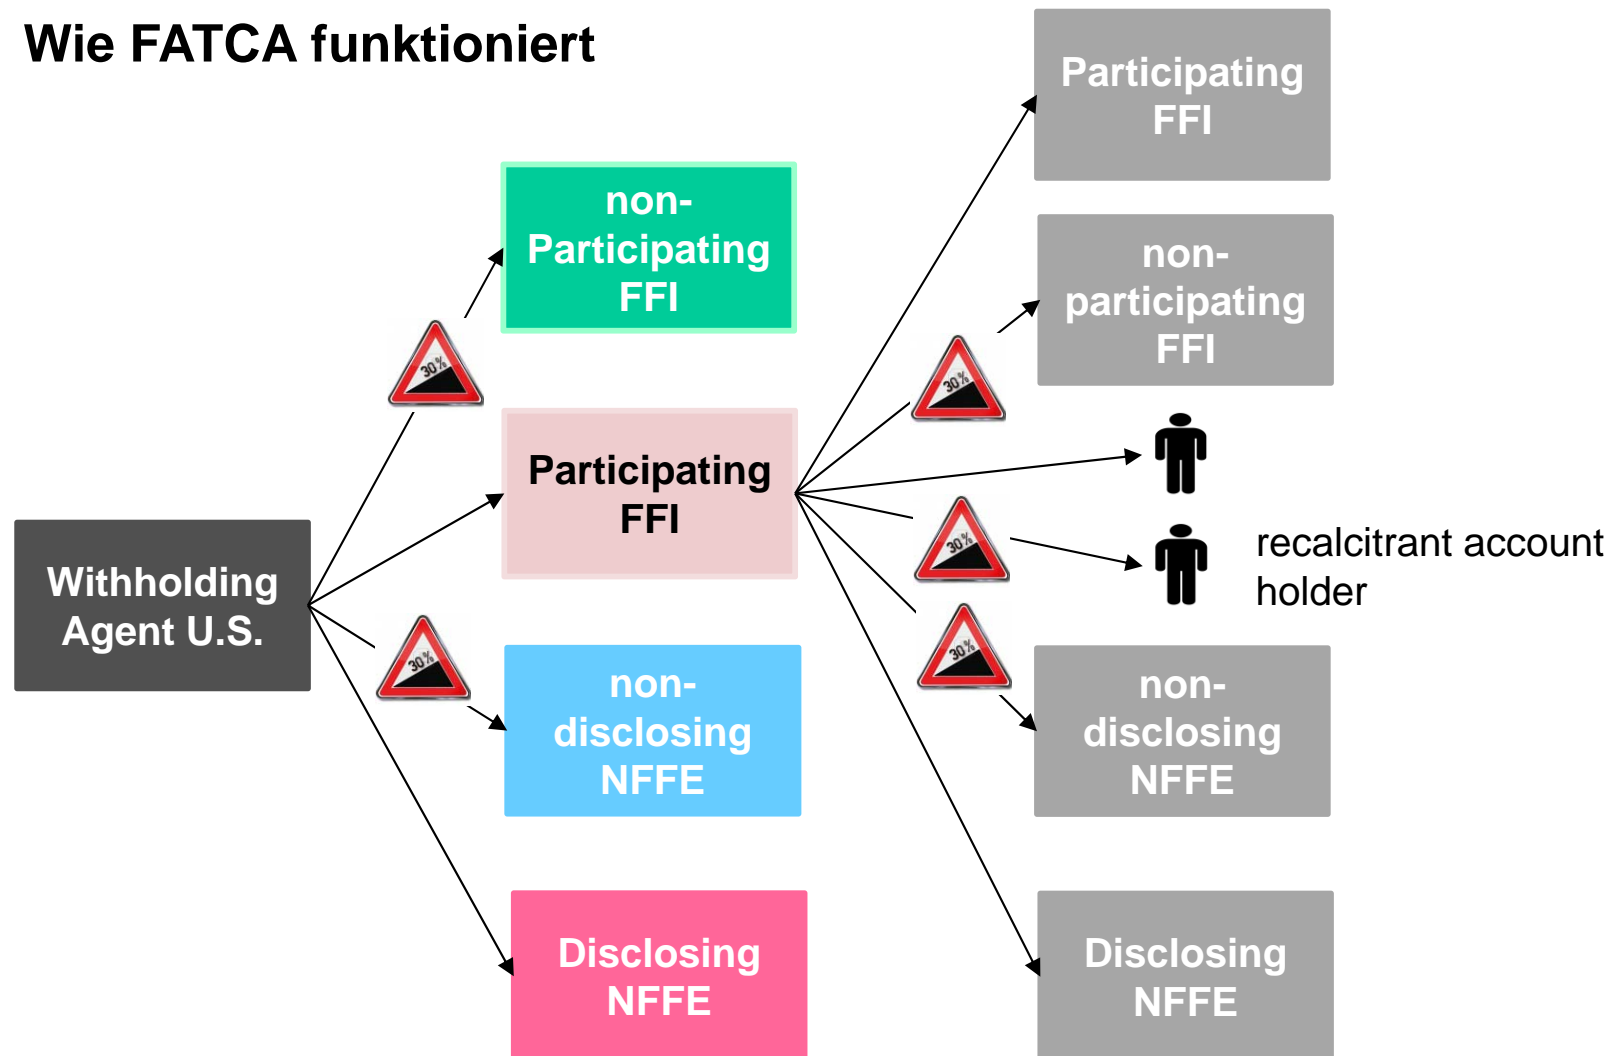 Wie FATCA funktioniert
Participating
FFI
non-
Participating
FFI
non-
participating
FFI
30%
30%
Participating
FFI
30%
recalcitrant account
holder
Withholding
Agent U.S.
30%
30%
non-
disclosing
NFFE
non-
disclosing
NFFE
Disclosing
NFFE
Disclosing
NFFE